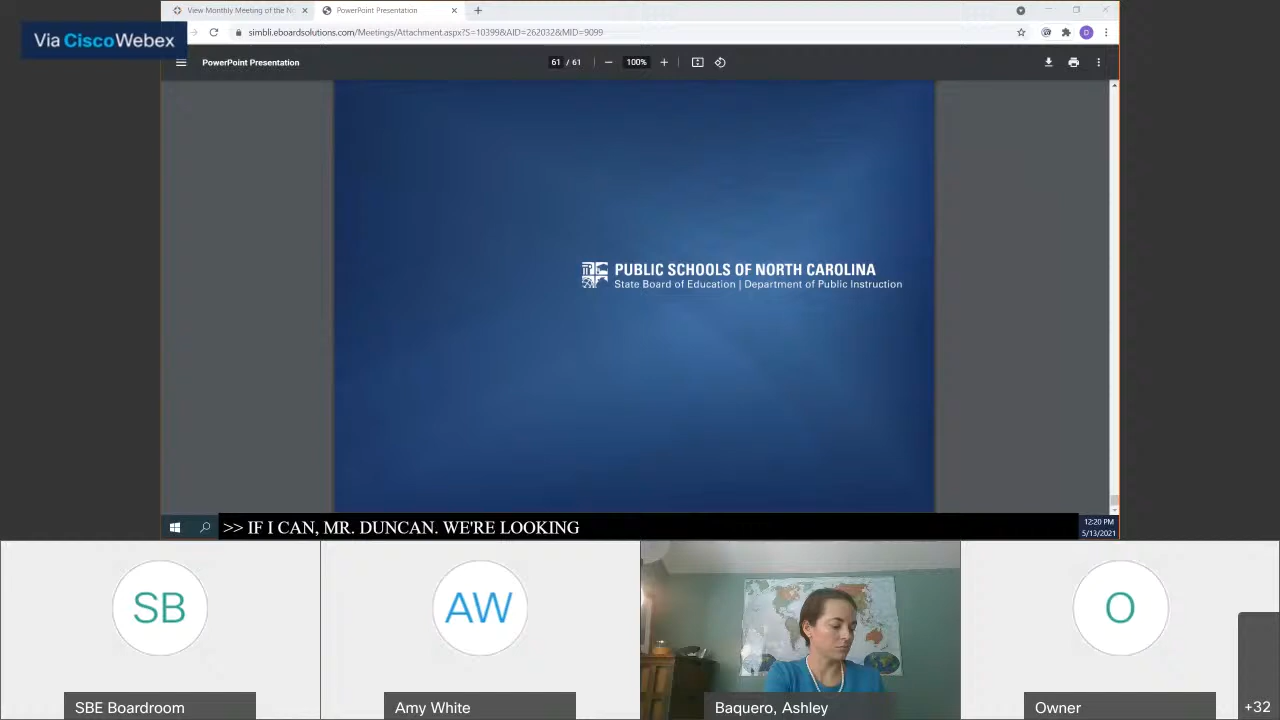 View Monthly Meeting of the N
PowerPoint Presentation
Via Cisco Webex
simbli.eboardsolutions.com/Meetings/Attachment.aspx?S=10399&AID=262032&MID=9099
D
PowerPoint Presentation
61 / 61
100%
PUBLIC SCHOOLS OF NORTH CAROLINA
State Board of Education | Department of Public Instruction
>> IF I CAN, MR. DUNCAN. WE'RE LOOKING
12:20 PM
5/13/2021
SB
AW
O
SBE Boardroom
Amy White
Baquero, Ashley
Owner
+32